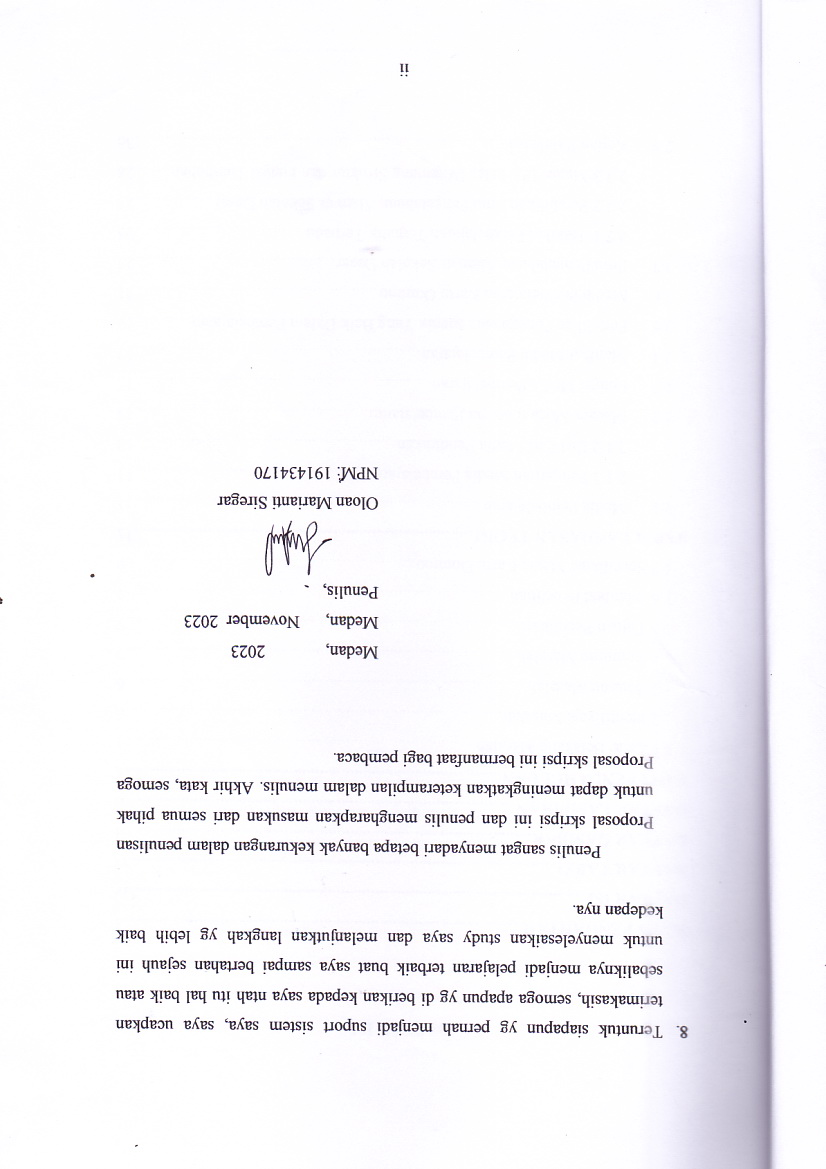 8. Teruntuk siapapun yg pernah menjadi suport sistem saya, saya ucapkan
terimakasih, semoga apapun yg di berikan kepada saya ntah itu hal baik atau
sebaliknya menjadi pelajaran terbaik buat saya sampai bertahan sejauh ini
untuk menyelesaikan study saya dan melanjutkan langkah yg lebih baik
kedepan nya.
Penulis sangat menyadari betapa banyak kekurangan dalam penulisan
Proposal skripsi ini dan penulis mengharapkan masukan dari semua pihak
untuk dapat meningkatkan keterampilan dalam menulis. Akhir kata, semoga
Proposal skripsi ini bermanfaat bagi pembaca.
Medan, 2023
Medan, November 2023
Penulis,
Oloan Marianti Siregar
NPM: 191434170
ii